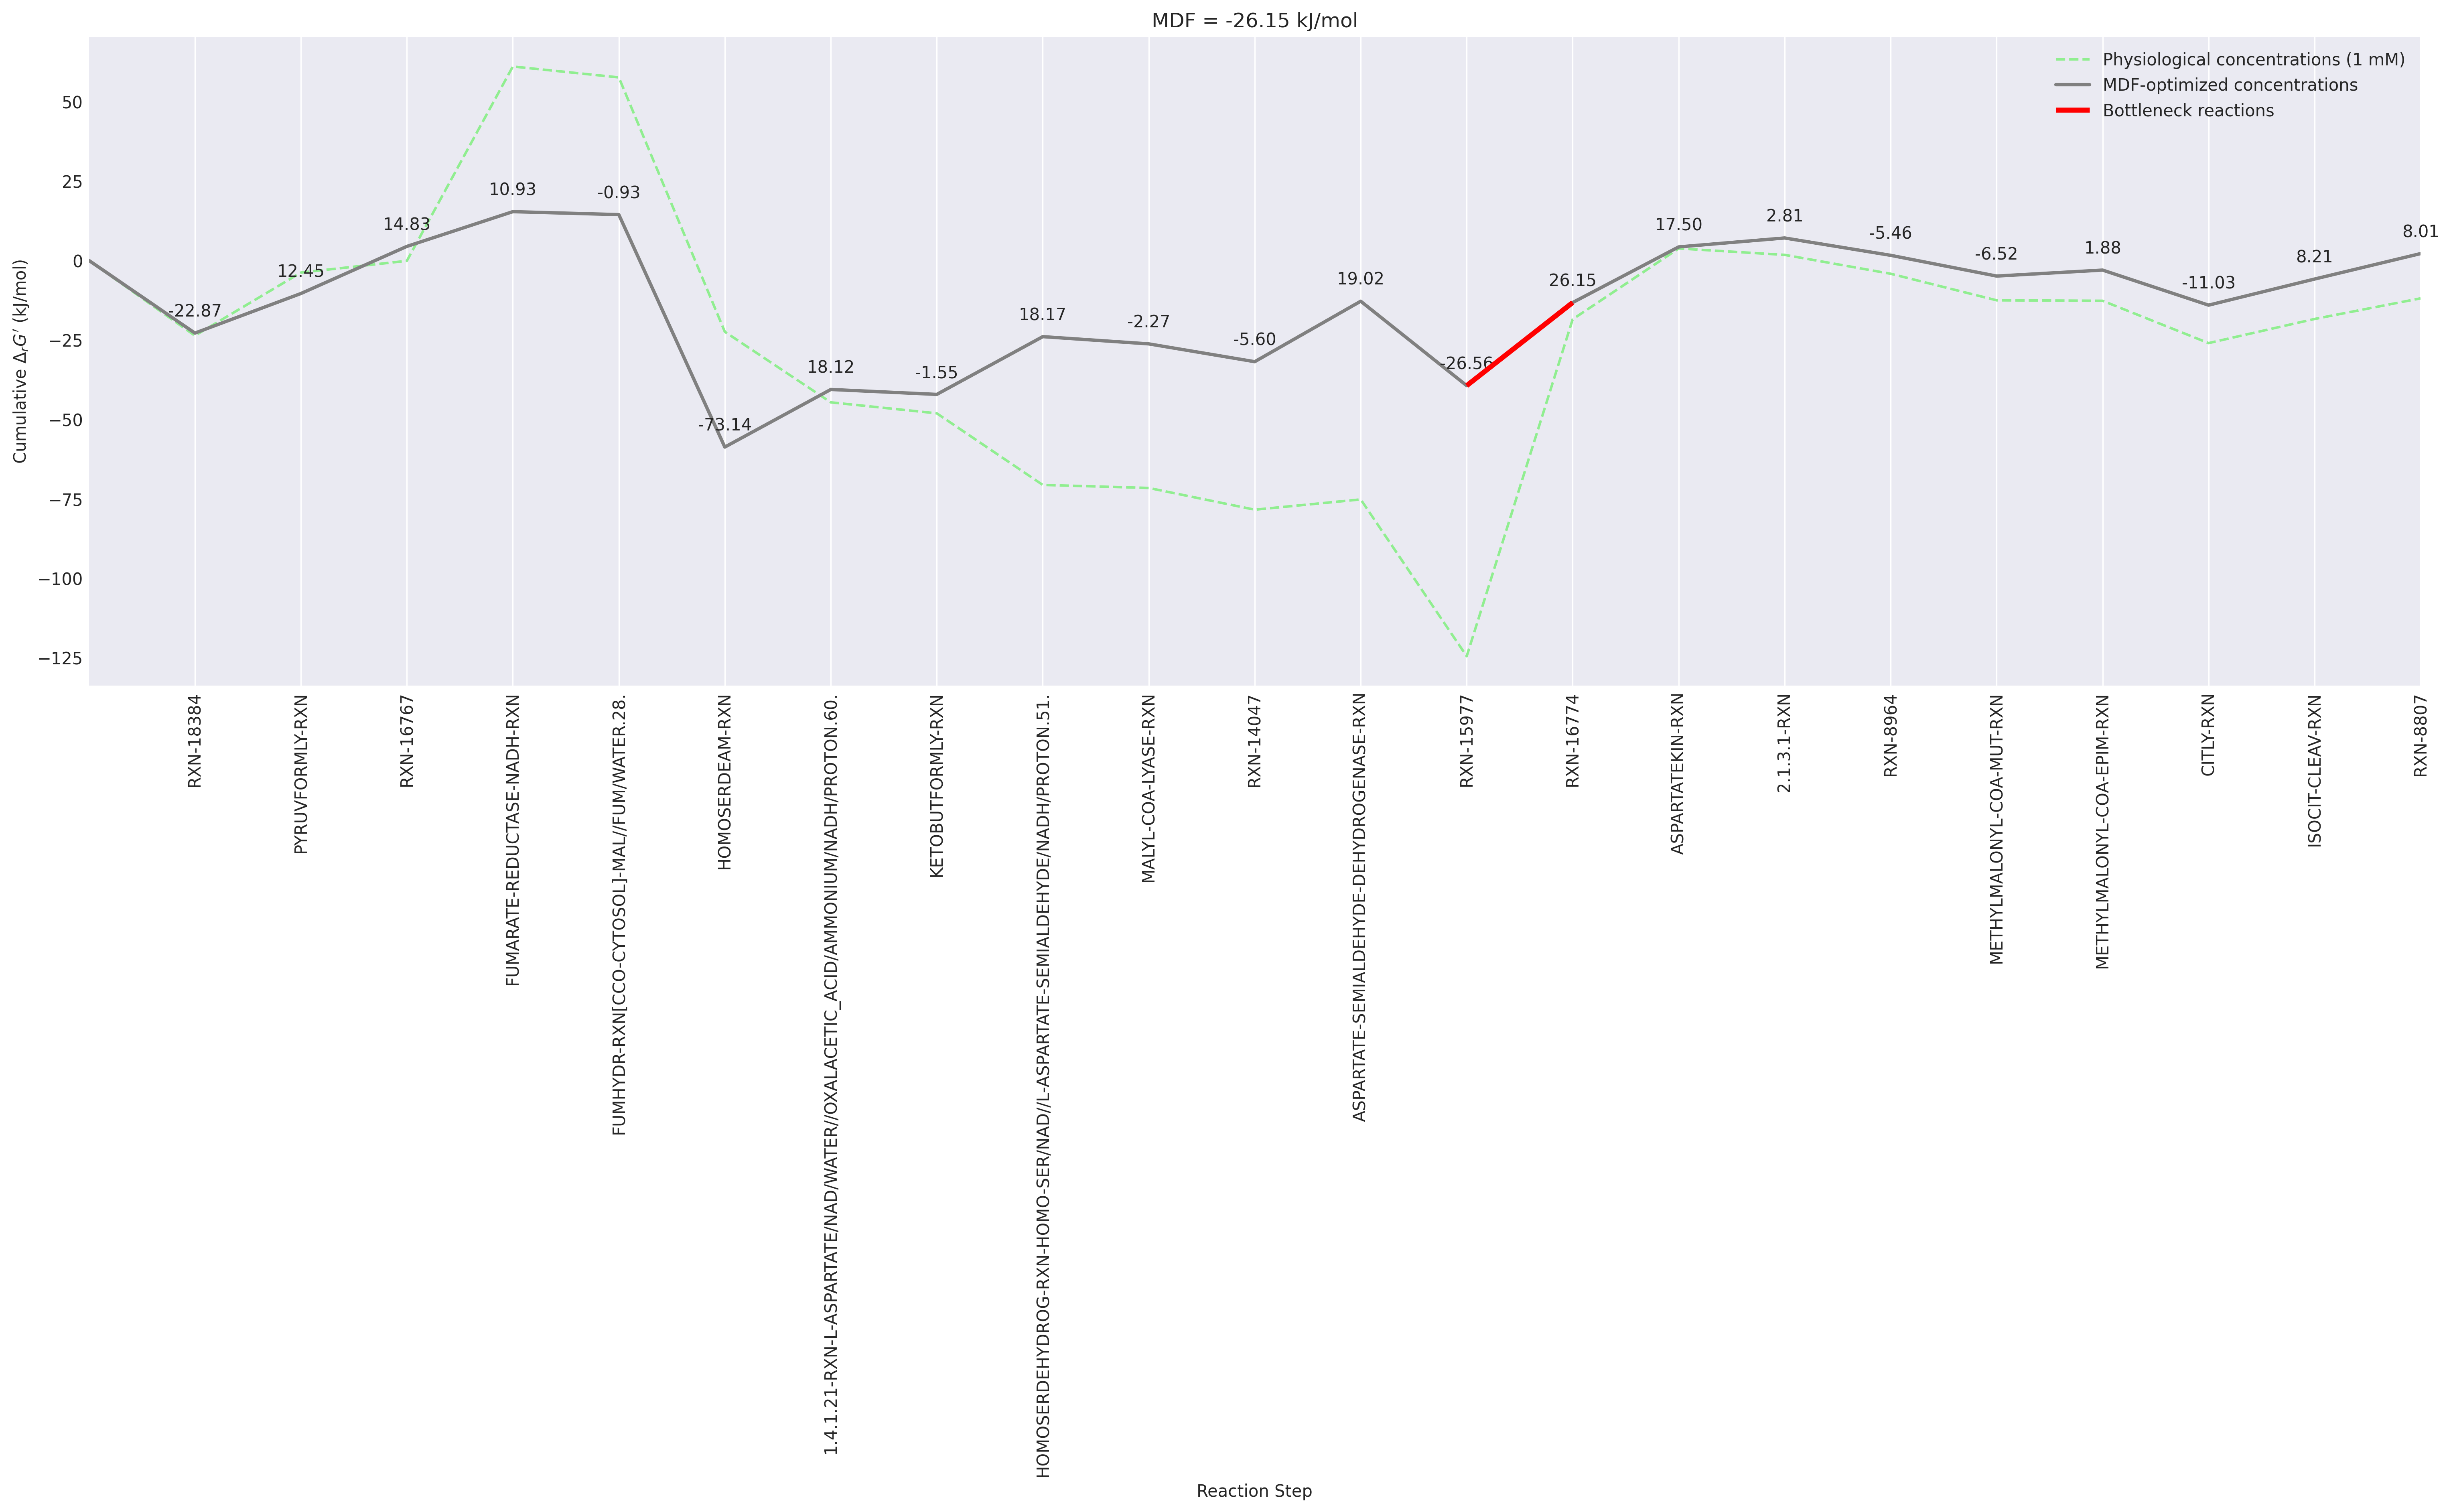 MDF = -26.15 kJ/mol
Physiological concentrations (1 mM)
MDF-optimized concentrations
Bottleneck reactions
Cumulative ΔrG′ (kJ/mol)
50
25
0
−25
−50
−75
−100
−125
-22.87
12.45
14.83
10.93
-0.93
-73.14
18.12
-1.55
18.17
-2.27
-5.60
19.02
-26.56
26.15
17.50
2.81
-5.46
-6.52
1.88
-11.03
8.21
8.01
RXN-18384
PYRUVFORMLY-RXN
RXN-16767
FUMARATE-REDUCTASE-NADH-RXN
FUMHYDR-RXN[CCO-CYTOSOL]-MAL//FUM/WATER.28.
HOMOSERDEAM-RXN
1.4.1.21-RXN-L-ASPARTATE/NAD/WATER//OXALACETIC_ACID/AMMONIUM/NADH/PROTON.60.
KETOBUTFORMLY-RXN
HOMOSERDEHYDROG-RXN-HOMO-SER/NAD//L-ASPARTATE-SEMIALDEHYDE/NADH/PROTON.51.
MALYL-COA-LYASE-RXN
RXN-14047
ASPARTATE-SEMIALDEHYDE-DEHYDROGENASE-RXN
RXN-15977
RXN-16774
ASPARTATEKIN-RXN
2.1.3.1-RXN
RXN-8964
METHYLMALONYL-COA-MUT-RXN
METHYLMALONYL-COA-EPIM-RXN
CITLY-RXN
ISOCIT-CLEAV-RXN
RXN-8807
Reaction Step